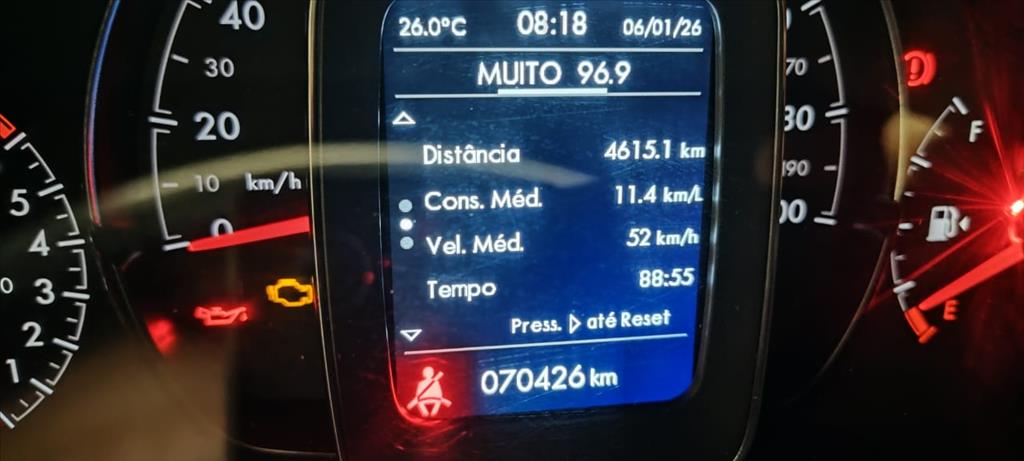 26.0°C 08:18 06/01/26
MUITO 96.9
Distância 4615.1 km
Cons. Méd. 11.4 km/L
Vel. Méd. 52 km/h
Tempo 88:55
Press. ▷ até Reset
070426 km
40
30
20
10 km/h
0
5
4
3
2
1
F
E